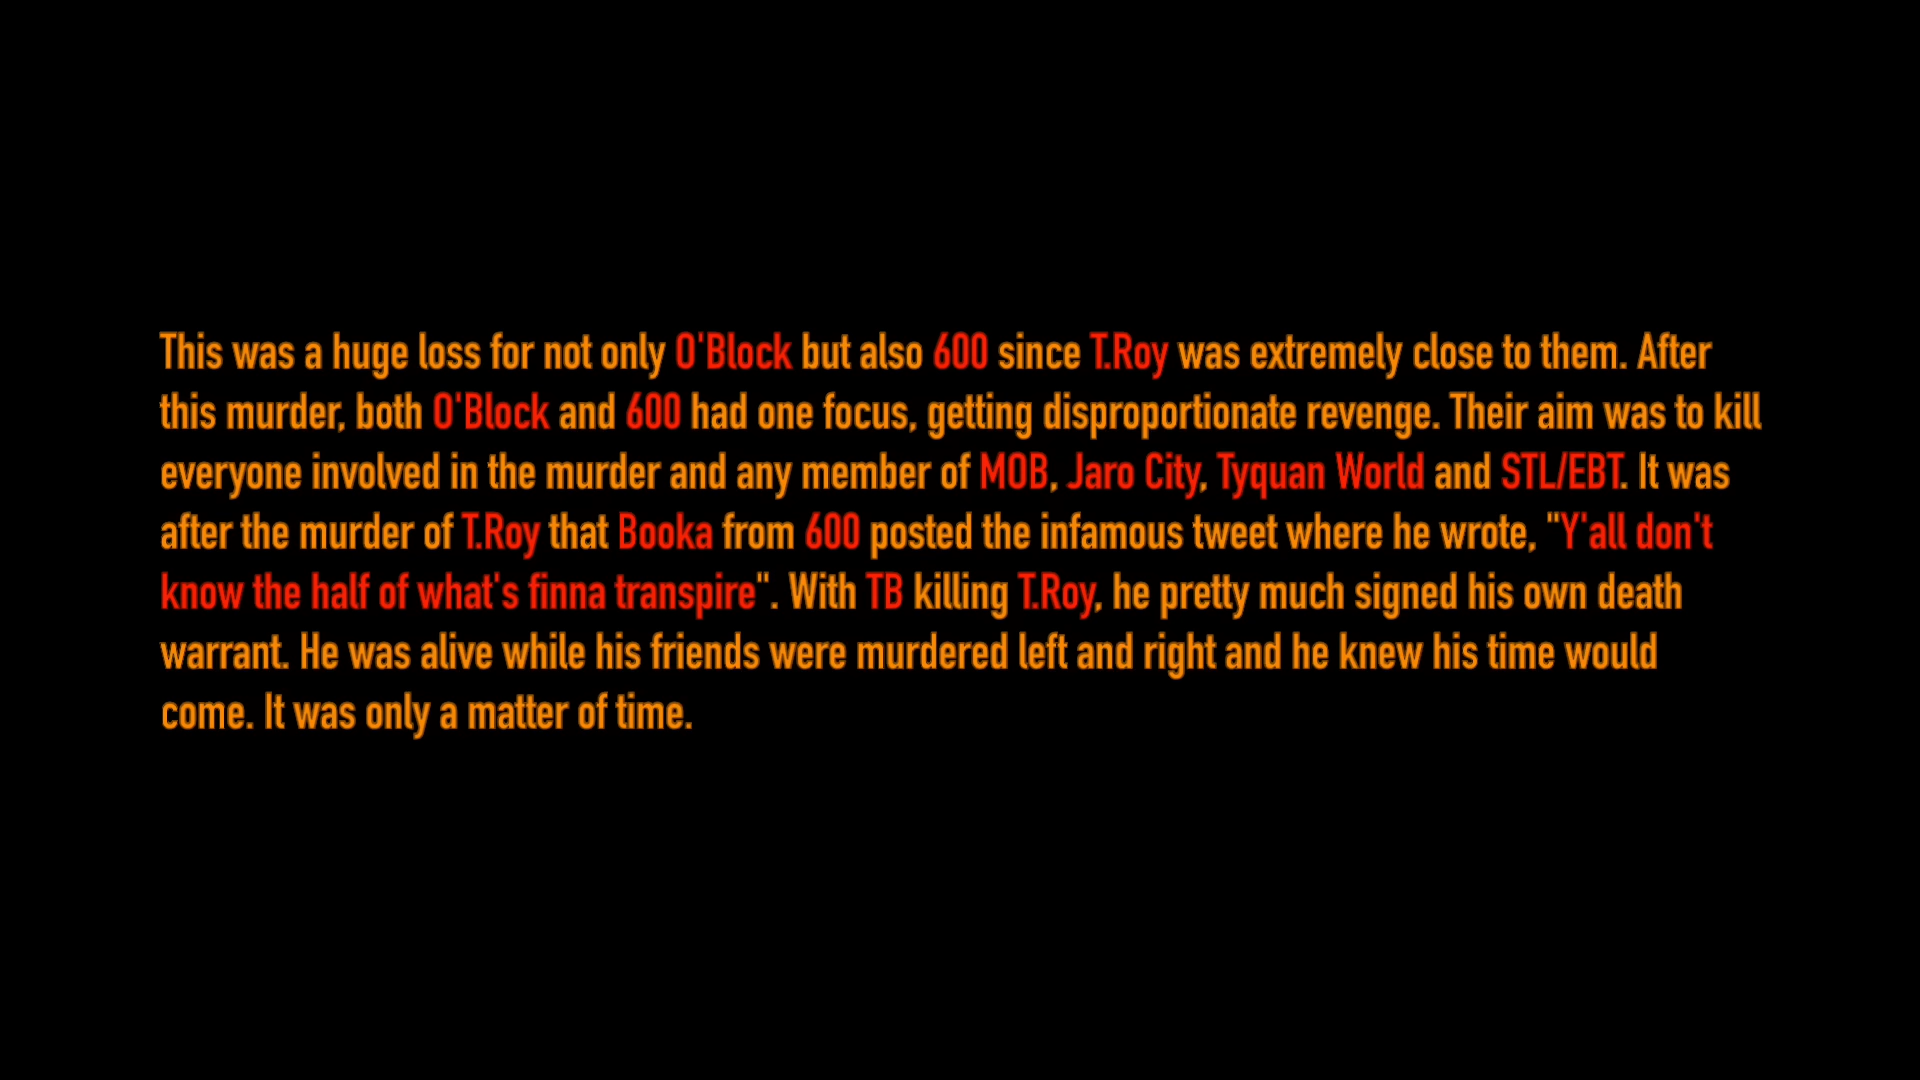 This was a huge loss for not only O'Block but also 600 since T.Roy was extremely close to them. After
this murder, both O'Block and 600 had one focus, getting disproportionate revenge. Their aim was to kill
everyone involved in the murder and any member of MOB, Jaro City, Tyquan World and STL/EBT. It was
after the murder of T.Roy that Booka from 600 posted the infamous tweet where he wrote, "Y'all don't
know the half of what's finna transpire". With TB killing T.Roy, he pretty much signed his own death
warrant. He was alive while his friends were murdered left and right and he knew his time would
come. It was only a matter of time.